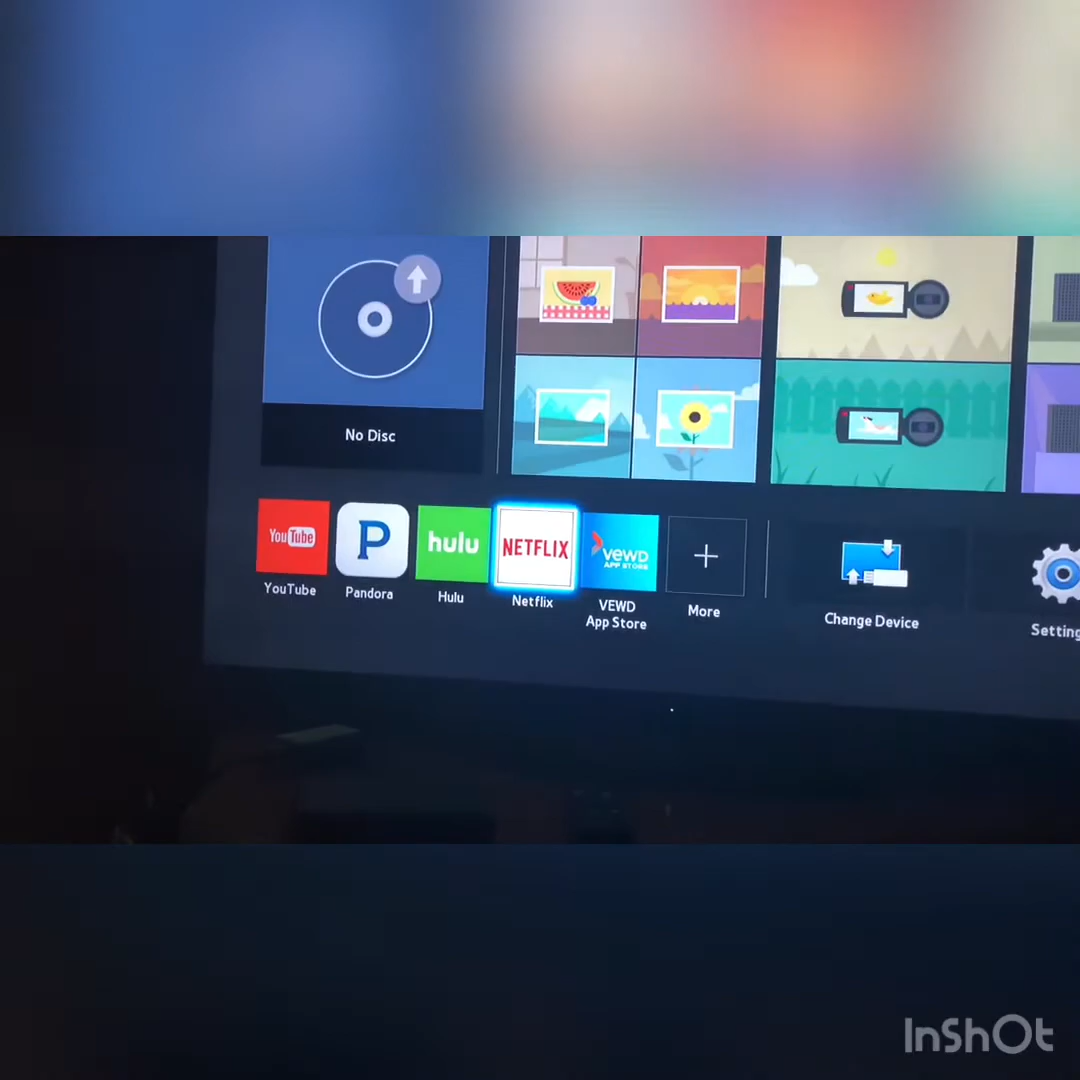 No Disc
YouTube
P
hulu
NETFLIX
vewd
APP STORE
YouTube
Pandora
Hulu
Netflix
VEWD
App Store
More
Change Device
Setting
InShOt